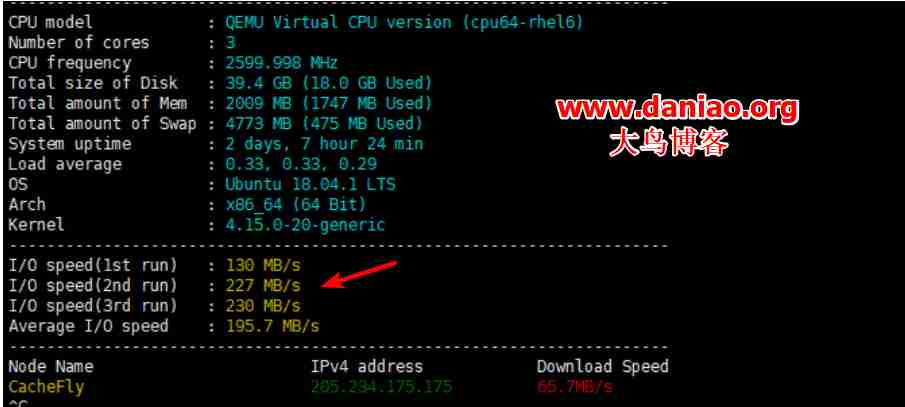 CPU model : QEMU Virtual CPU version (cpu64-rhel6)
Number of cores : 3
CPU frequency : 2599.998 MHz
Total size of Disk : 39.4 GB (18.0 GB Used)
Total amount of Mem : 2009 MB (1747 MB Used)
Total amount of Swap : 4773 MB (475 MB Used)
System uptime : 2 days, 7 hour 24 min
Load average : 0.33, 0.33, 0.29
OS : Ubuntu 18.04.1 LTS
Arch : x86_64 (64 Bit)
Kernel : 4.15.0-20-generic
www.daniao.org
大鸟博客
I/O speed(1st run) : 130 MB/s
I/O speed(2nd run) : 227 MB/s
I/O speed(3rd run) : 230 MB/s
Average I/O speed : 195.7 MB/s
Node Name IPv4 address Download Speed
CacheFly 205.234.175.175 65.7MB/s
^C